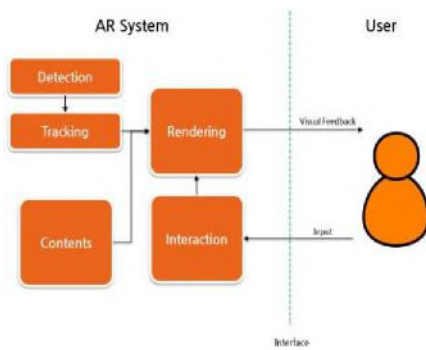 AR System
User
Detection
Tracking
Rendering
Visual Feedback
Contents
Interaction
Input
Interface